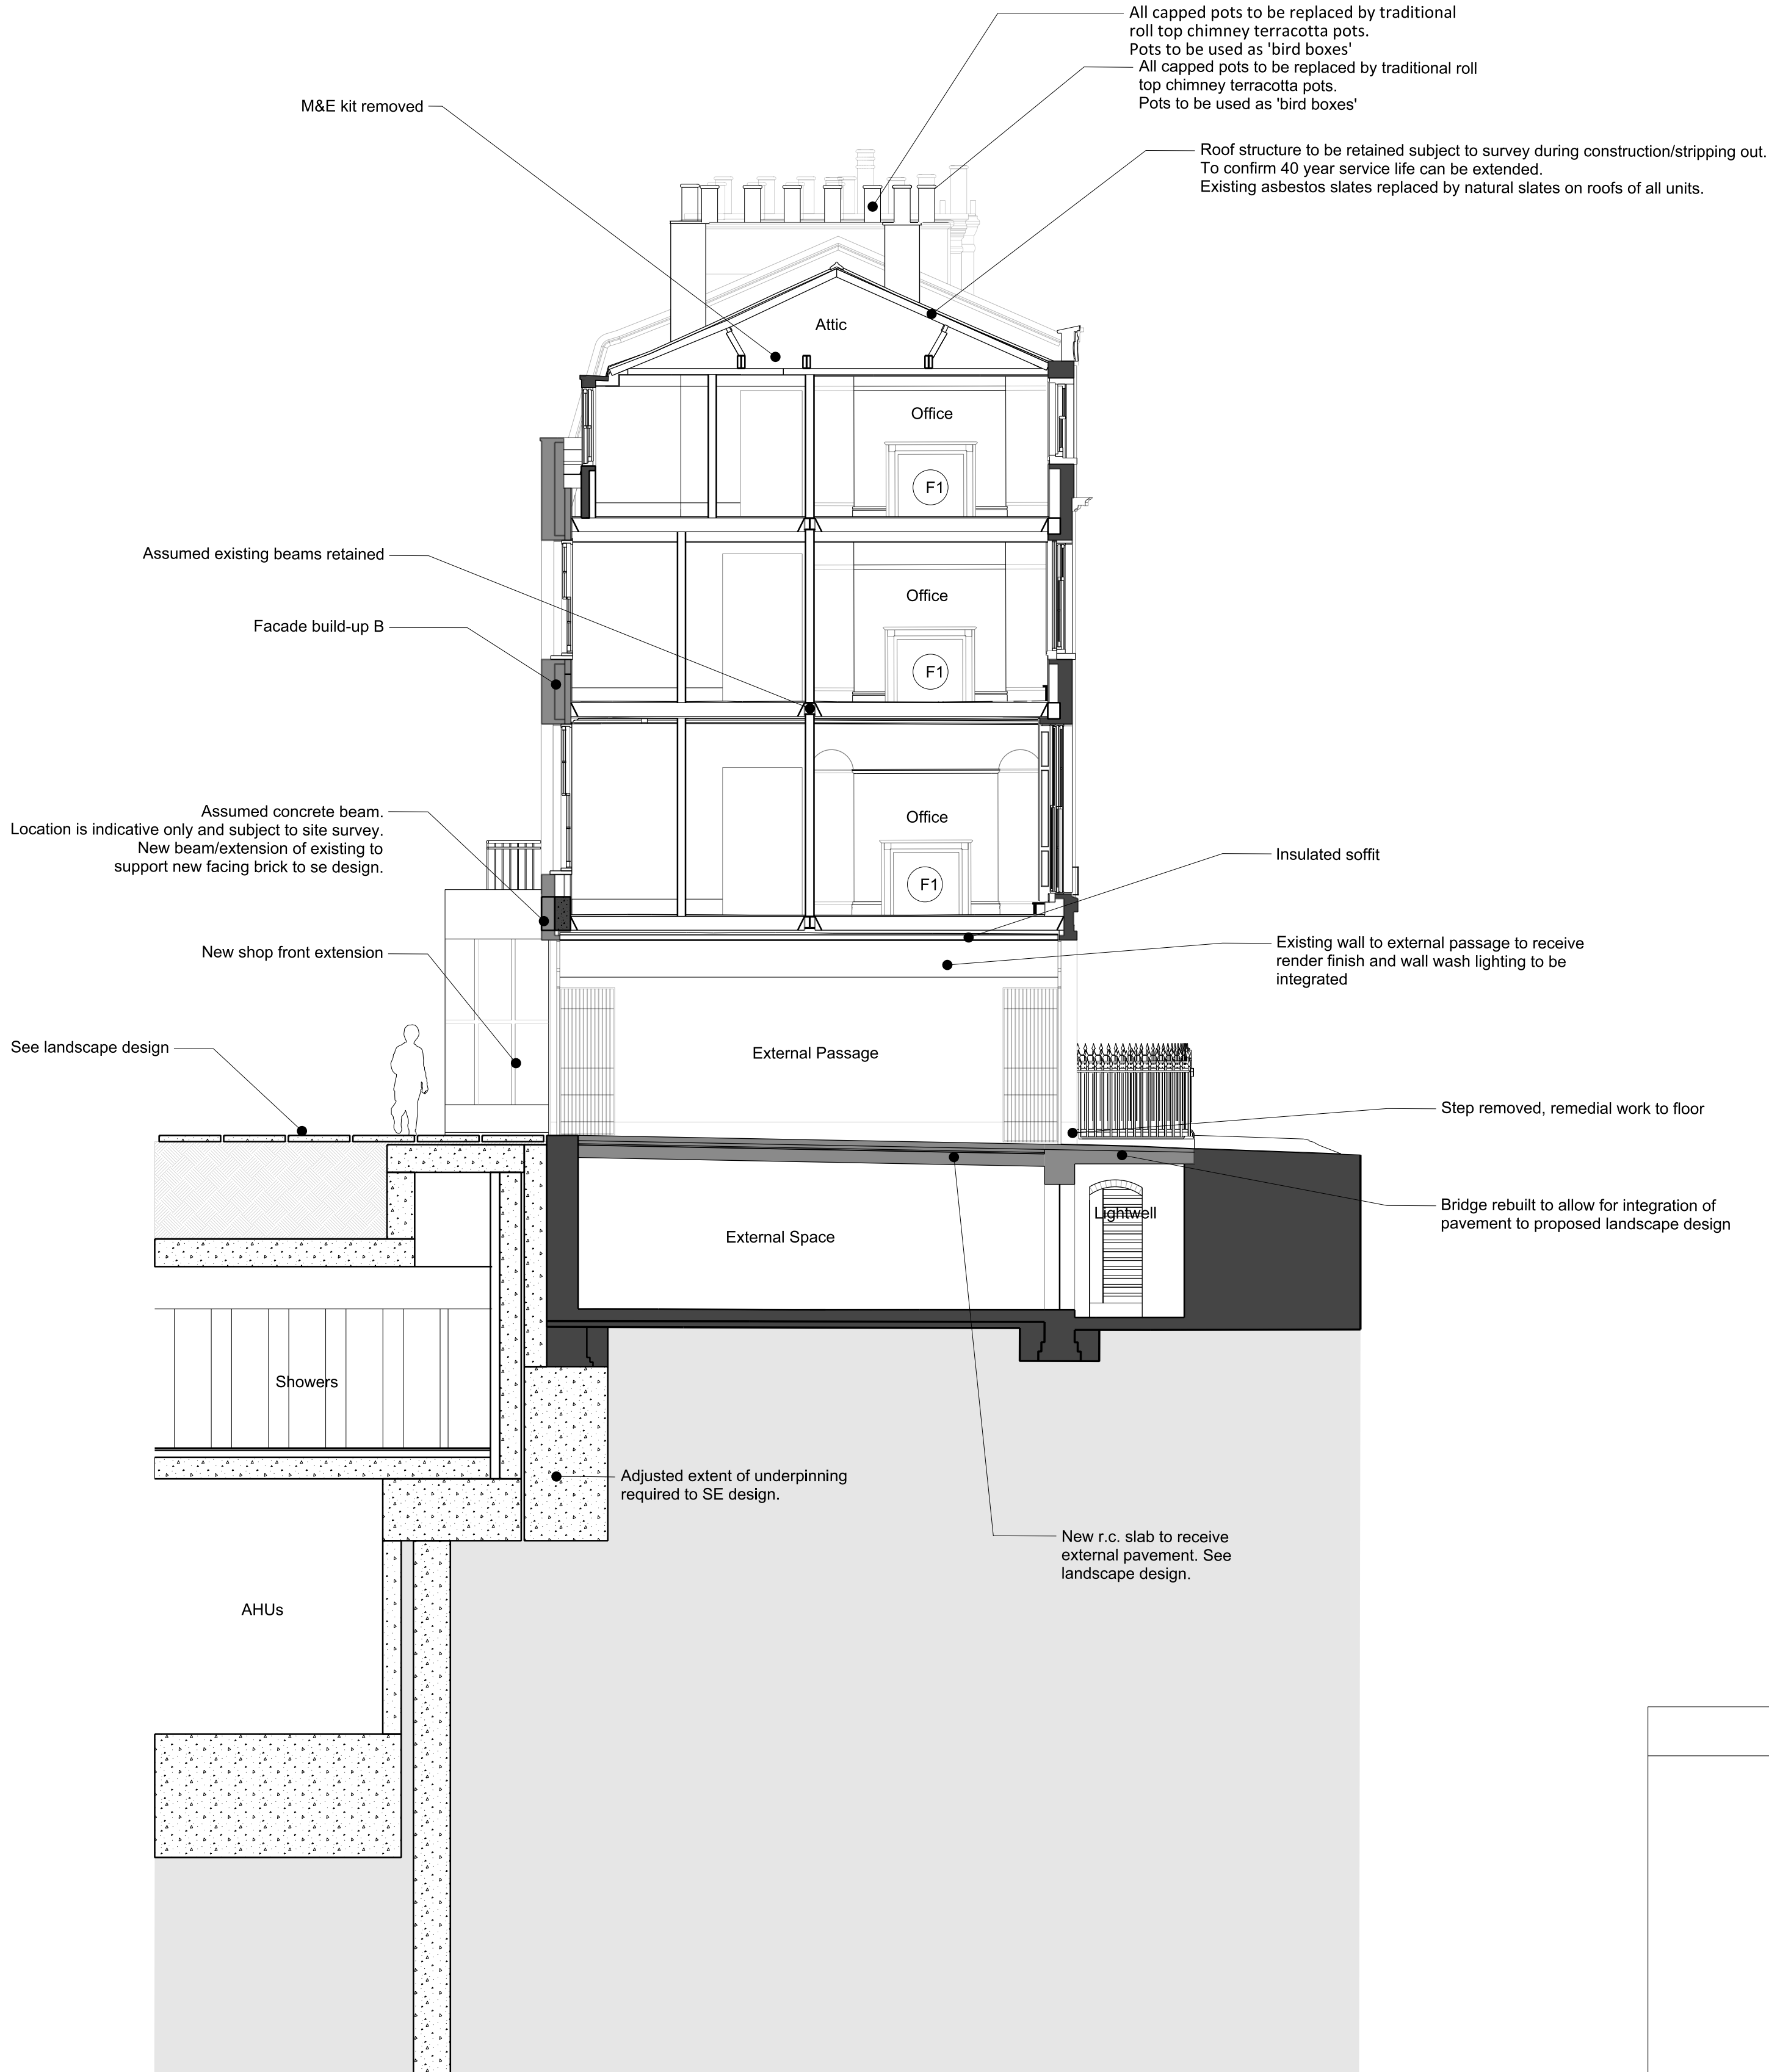 All capped pots to be replaced by traditional
roll top chimney terracotta pots.
Pots to be used as 'bird boxes'
All capped pots to be replaced by traditional roll
top chimney terracotta pots.
Pots to be used as 'bird boxes'
M&E kit removed
Roof structure to be retained subject to survey during construction/stripping out.
To confirm 40 year service life can be extended.
Existing asbestos slates replaced by natural slates on roofs of all units.
Attic
Office
F1
Assumed existing beams retained
Office
Facade build-up B
F1
Assumed concrete beam.
Location is indicative only and subject to site survey.
New beam/extension of existing to
support new facing brick to se design.
Office
F1
Insulated soffit
New shop front extension
Existing wall to external passage to receive
render finish and wall wash lighting to be
integrated
See landscape design
External Passage
Step removed, remedial work to floor
Bridge rebuilt to allow for integration of
pavement to proposed landscape design
Lightwell
External Space
Showers
Adjusted extent of underpinning
required to SE design.
New r.c. slab to receive
external pavement. See
landscape design.
AHUs